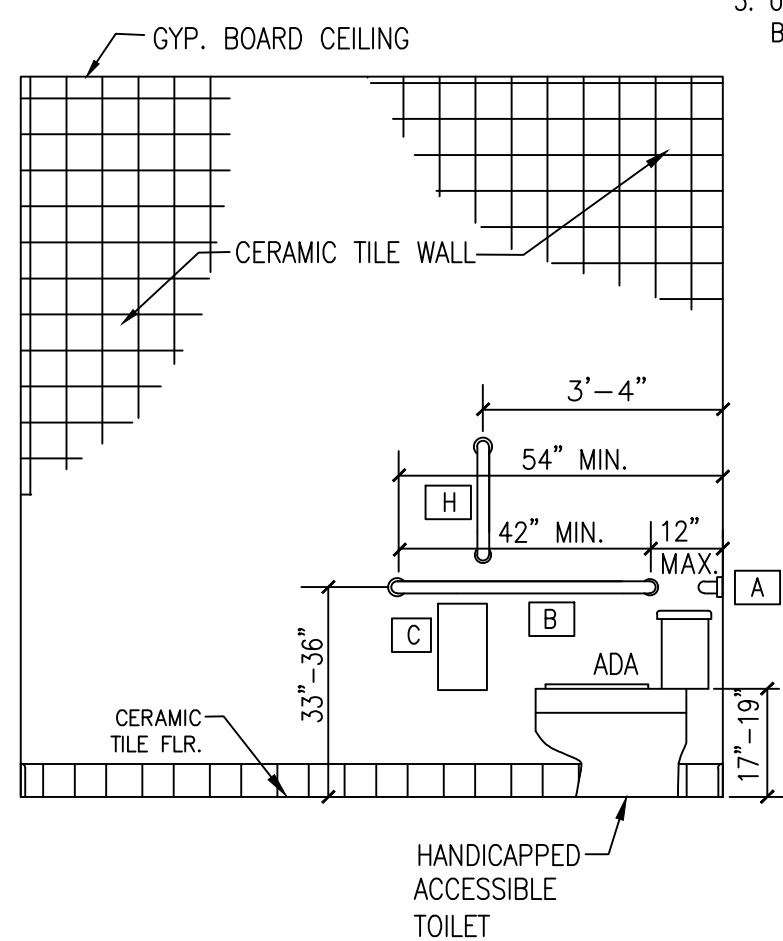 GYP. BOARD CEILING
B
CERAMIC TILE WALL
3'-4"
54" MIN.
H
42" MIN.
12"
MAX.
A
B
C
ADA
33"-36"
17"-19"
CERAMIC
TILE FLR.
HANDICAPPED
ACCESSIBLE
TOILET